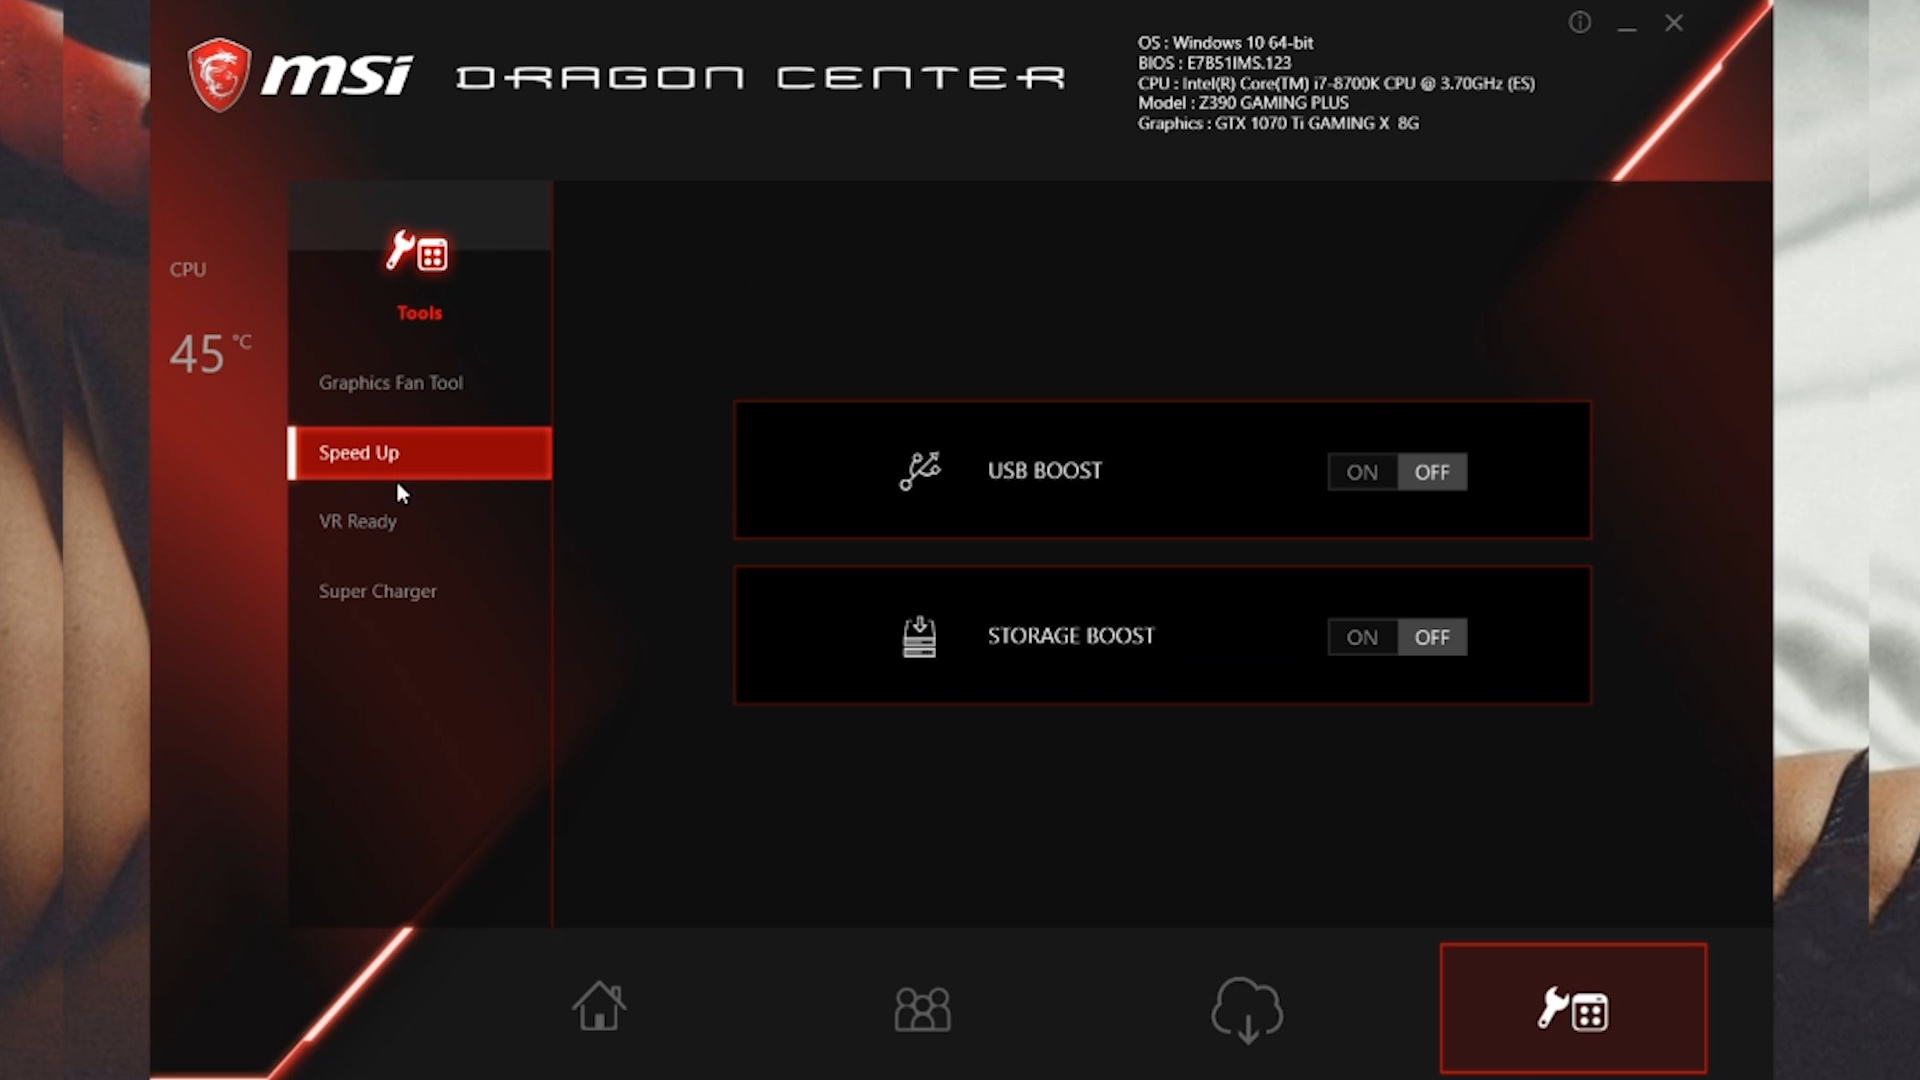 msi DRAGON CENTER
OS : Windows 10 64-bit
BIOS : E7B51IMS.123
CPU : Intel(R) Core(TM) i7-8700K CPU @ 3.70GHz (ES)
Model : Z390 GAMING PLUS
Graphics : GTX 1070 Ti GAMING X  8G
CPU
45 °C
Tools
Graphics Fan Tool
Speed Up
VR Ready
Super Charger
USB BOOST ON OFF
STORAGE BOOST ON OFF